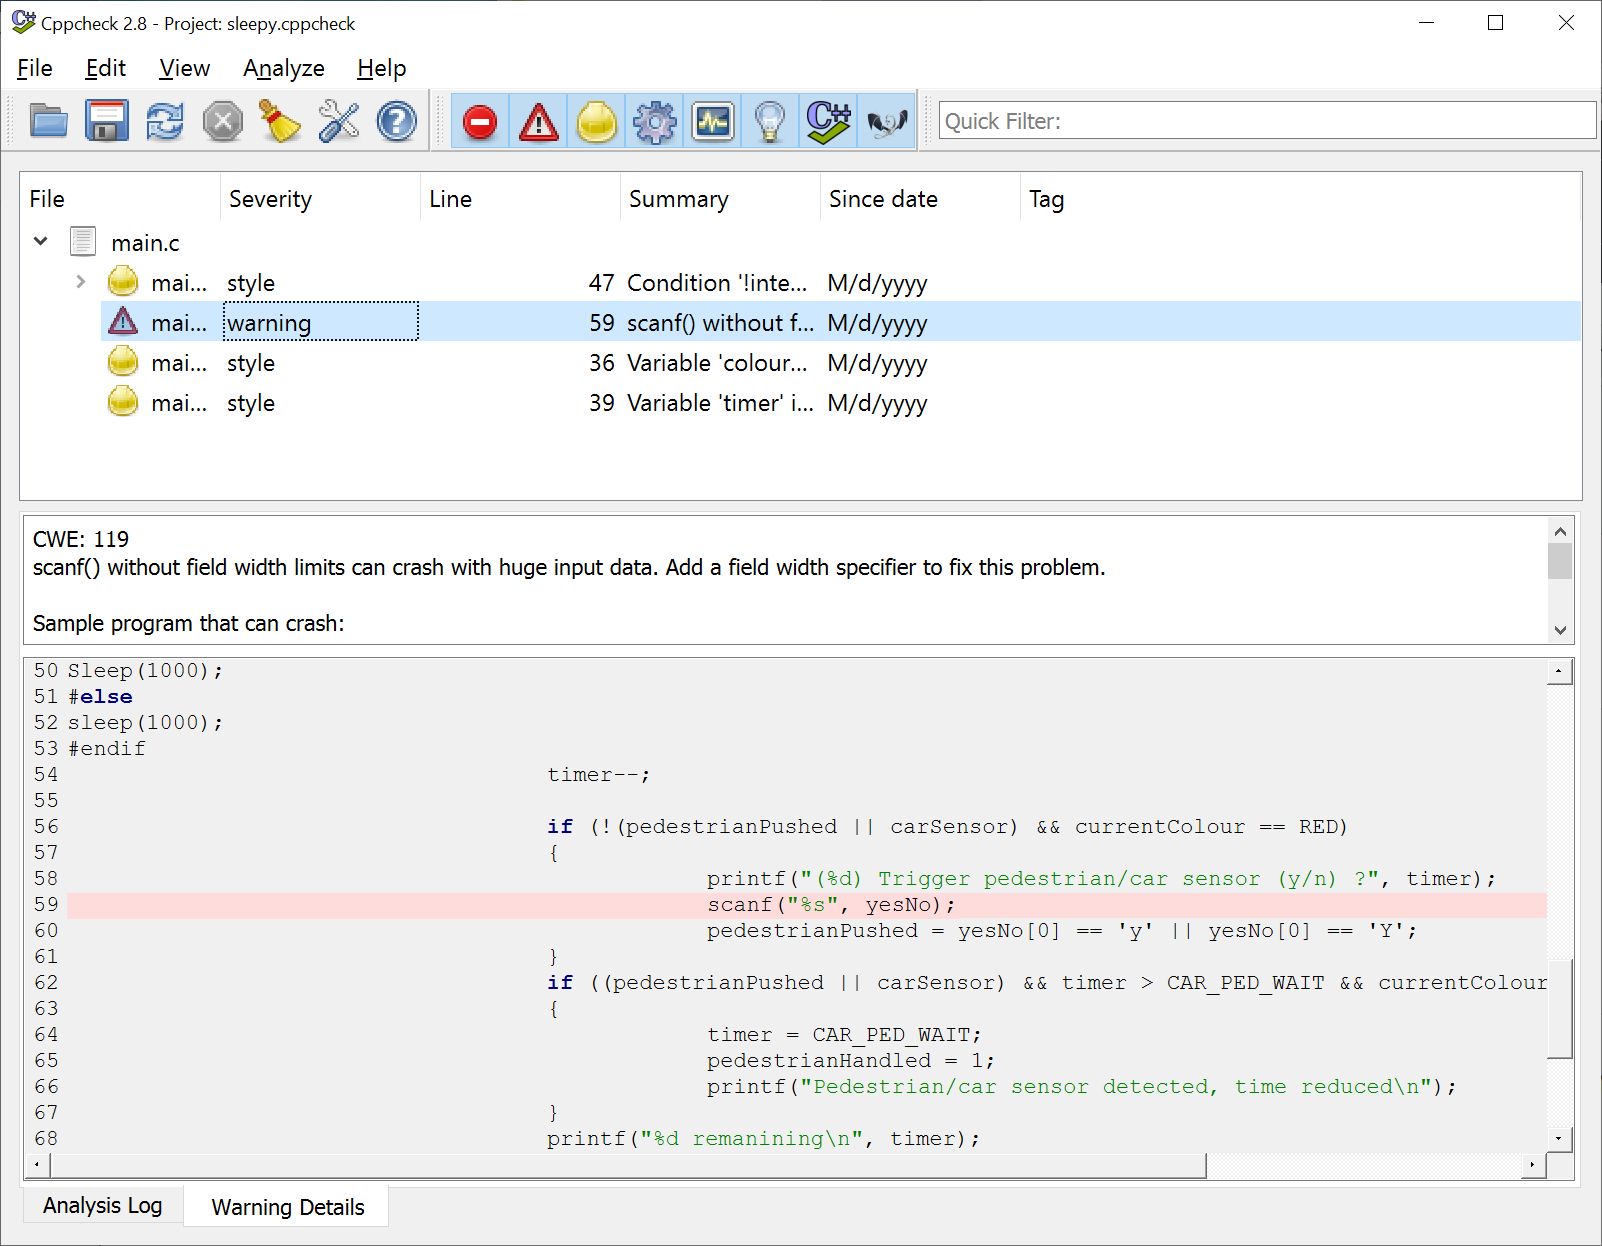 Cppcheck 2.8 - Project: sleepy.cppcheck
File Edit View Analyze Help
Quick Filter:
File Severity Line Summary Since date Tag
main.c
mai... style 47 Condition '!inte... M/d/yyyy
mai... warning 59 scanf() without f... M/d/yyyy
mai... style 36 Variable 'colour... M/d/yyyy
mai... style 39 Variable 'timer' i... M/d/yyyy
CWE: 119
scanf() without field width limits can crash with huge input data. Add a field width specifier to fix this problem.
Sample program that can crash:
50 Sleep(1000);
51 #else
52 sleep(1000);
53 #endif
54 timer--;
55
56 if (!(pedestrianPushed || carSensor) && currentColour == RED)
57 {
58 printf("(%d) Trigger pedestrian/car sensor (y/n) ?", timer);
59 scanf("%s", yesNo);
60 pedestrianPushed = yesNo[0] == 'y' || yesNo[0] == 'Y';
61 }
62 if ((pedestrianPushed || carSensor) && timer > CAR_PED_WAIT && currentColour
63 {
64 timer = CAR_PED_WAIT;
65 pedestrianHandled = 1;
66 printf("Pedestrian/car sensor detected, time reduced\n");
67 }
68 printf("%d remanining\n", timer);
Analysis Log Warning Details